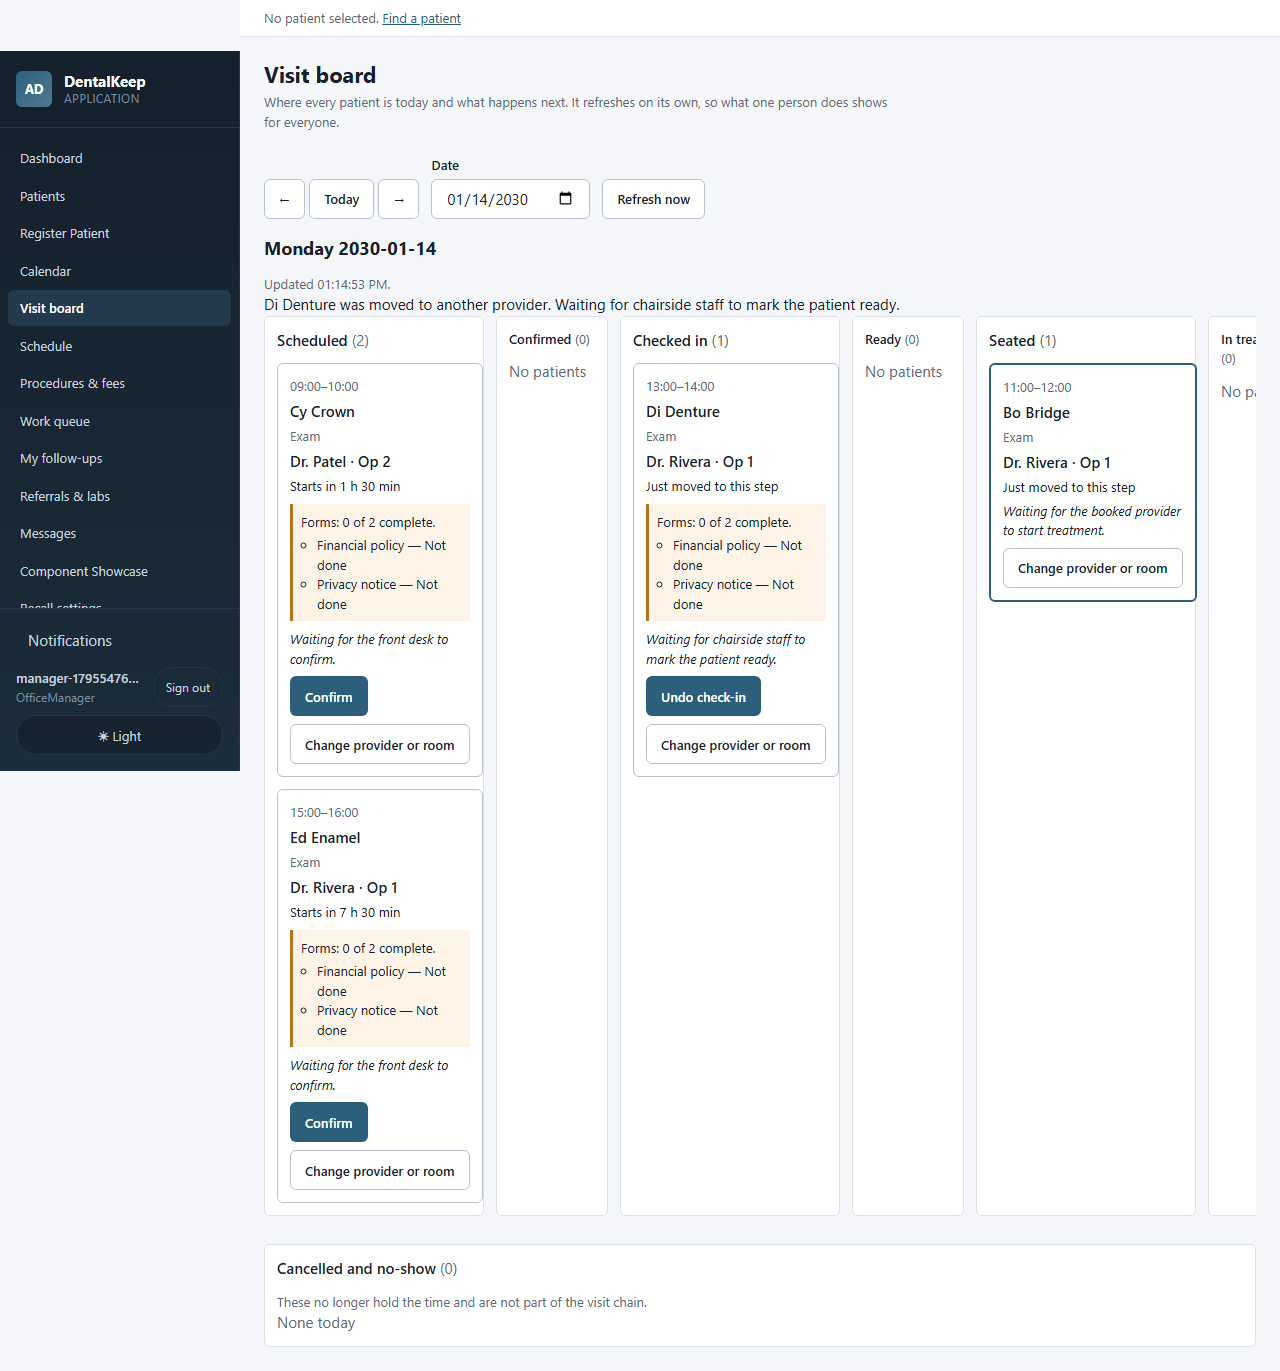 No patient selected. Find a patient
AD
DentalKeep
APPLICATION
Dashboard
Patients
Register Patient
Calendar
Visit board
Schedule
Procedures & fees
Work queue
My follow-ups
Referrals & labs
Messages
Component Showcase
Recall settings
Notifications
manager-17955476...
OfficeManager
Sign out
☀ Light
Visit board
Where every patient is today and what happens next. It refreshes on its own, so what one person does shows
for everyone.
Date
←
Today
→
01/14/2030
Refresh now
Monday 2030-01-14
Updated 01:14:53 PM.
Di Denture was moved to another provider. Waiting for chairside staff to mark the patient ready.
Scheduled (2)
09:00–10:00
Cy Crown
Exam
Dr. Patel · Op 2
Starts in 1 h 30 min
Forms: 0 of 2 complete.
Financial policy — Not
done
Privacy notice — Not
done
Waiting for the front desk to
confirm.
Confirm
Change provider or room
15:00–16:00
Ed Enamel
Exam
Dr. Rivera · Op 1
Starts in 7 h 30 min
Forms: 0 of 2 complete.
Financial policy — Not
done
Privacy notice — Not
done
Waiting for the front desk to
confirm.
Confirm
Change provider or room
Confirmed (0)
No patients
Checked in (1)
13:00–14:00
Di Denture
Exam
Dr. Rivera · Op 1
Just moved to this step
Forms: 0 of 2 complete.
Financial policy — Not
done
Privacy notice — Not
done
Waiting for chairside staff to
mark the patient ready.
Undo check-in
Change provider or room
Ready (0)
No patients
Seated (1)
11:00–12:00
Bo Bridge
Exam
Dr. Rivera · Op 1
Just moved to this step
Waiting for the booked provider
to start treatment.
Change provider or room
In trea
(0)
No pa
Cancelled and no-show (0)
These no longer hold the time and are not part of the visit chain.
None today